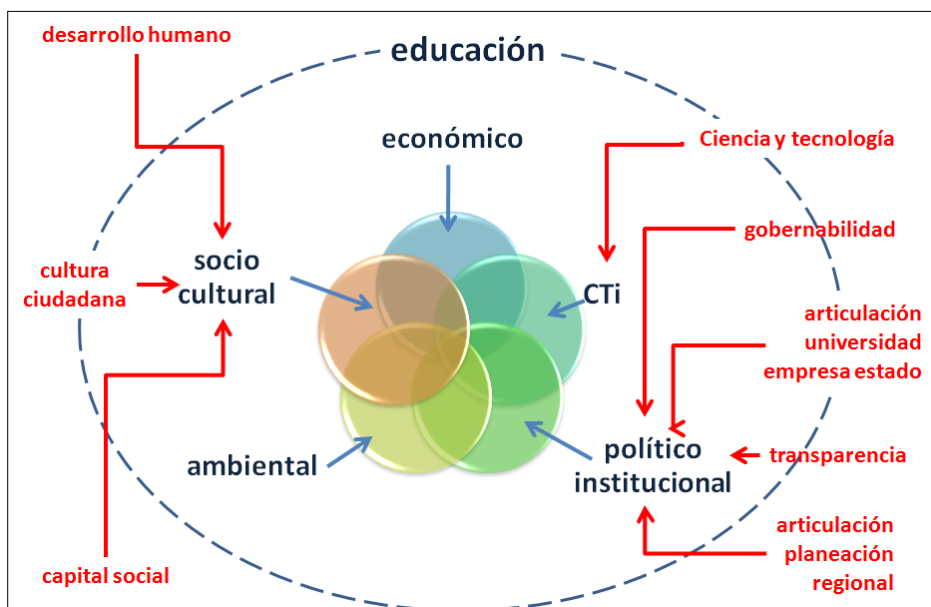 desarrollo humano
educación
económico
Ciencia y tecnología
gobernabilidad
socio
cultural
cultura
ciudadana
CTi
articulación
universidad
empresa estado
ambiental
político
institucional
transparencia
articulación
planeación
regional
capital social